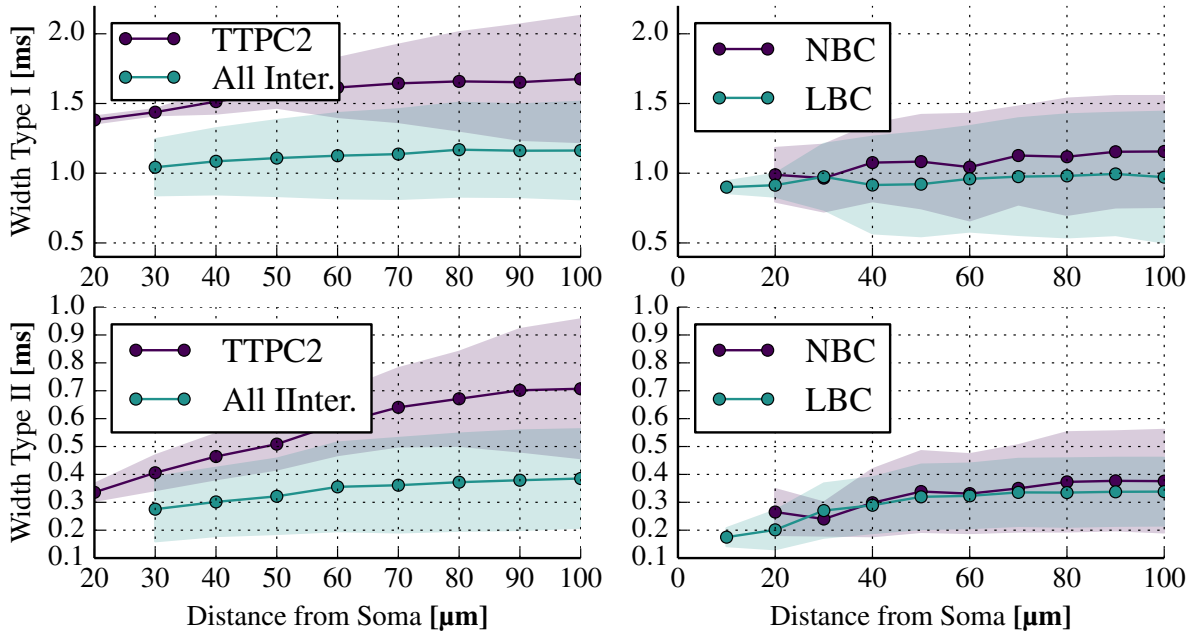 Width Type I [ms]
2.0
1.5
1.0
0.5
TTPC2
All Inter.
20 30 40 50 60 70 80 90 100
2.0
1.5
1.0
0.5
NBC
LBC
0 20 40 60 80 100
Width Type II [ms]
1.0
0.9
0.8
0.7
0.6
0.5
0.4
0.3
0.2
0.1
TTPC2
All IInter.
20 30 40 50 60 70 80 90 100
Distance from Soma [µm]
1.0
0.9
0.8
0.7
0.6
0.5
0.4
0.3
0.2
0.1
NBC
LBC
0 20 40 60 80 100
Distance from Soma [µm]